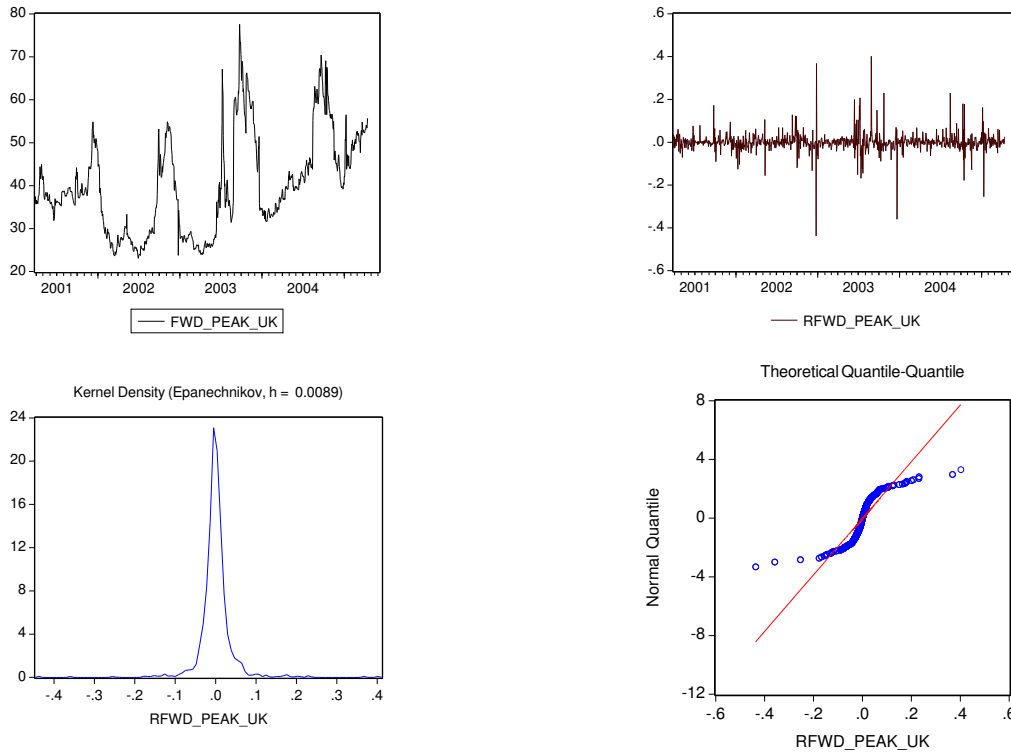 80
70
60
50
40
30
20
2001 2002 2003 2004
FWD_PEAK_UK
.6
.4
.2
.0
-.2
-.4
-.6
2001 2002 2003 2004
RFWD_PEAK_UK
Kernel Density (Epanechnikov, h = 0.0089)
24
20
16
12
8
4
0
-.4 -.3 -.2 -.1 .0 .1 .2 .3 .4
RFWD_PEAK_UK
Theoretical Quantile-Quantile
Normal Quantile
8
4
0
-4
-8
-12
-.6 -.4 -.2 .0 .2 .4 .6
RFWD_PEAK_UK